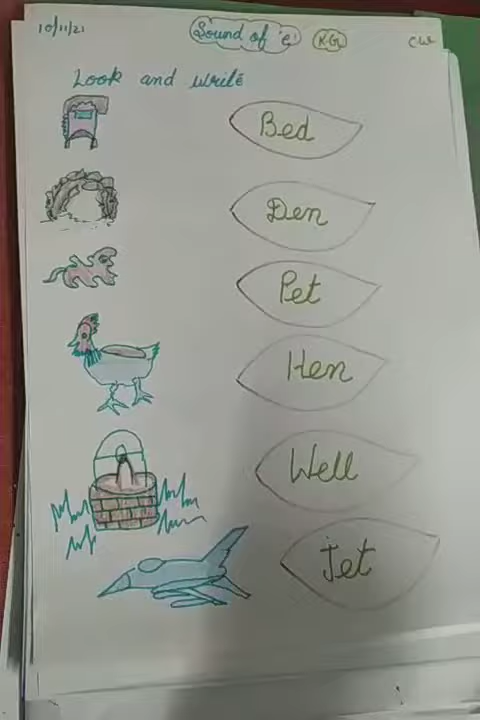 10/11/21
Sound of 'e' KG CW
Look and write
Bed
Den
Pet
Hen
Well
Jet